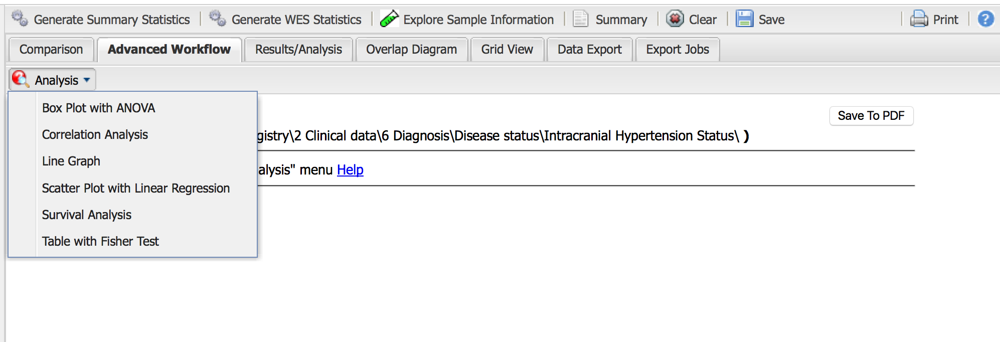 Generate Summary Statistics Generate WES Statistics Explore Sample Information Summary Clear Save Print ?
Comparison Advanced Workflow Results/Analysis Overlap Diagram Grid View Data Export Export Jobs
Analysis
Box Plot with ANOVA
Correlation Analysis
Line Graph
Scatter Plot with Linear Regression
Survival Analysis
Table with Fisher Test
Save To PDF
gistry\2 Clinical data\6 Diagnosis\Disease status\Intracranial Hypertension Status\ )
alysis" menu Help